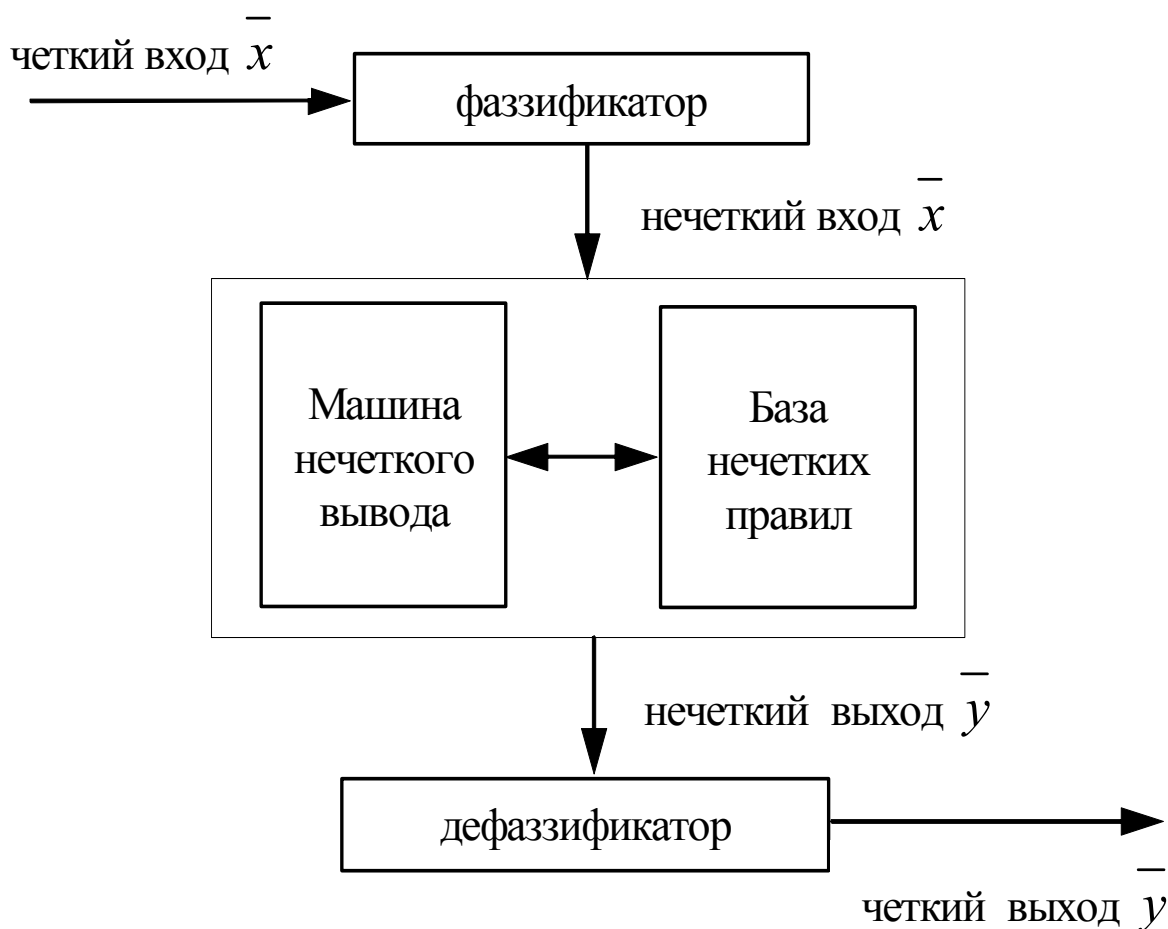 четкий вход x̅
фаззификатор
нечеткий вход x̅
Машина
нечеткого
вывода
База
нечетких
правил
нечеткий выход y̅
дефаззификатор
четкий выход y̅